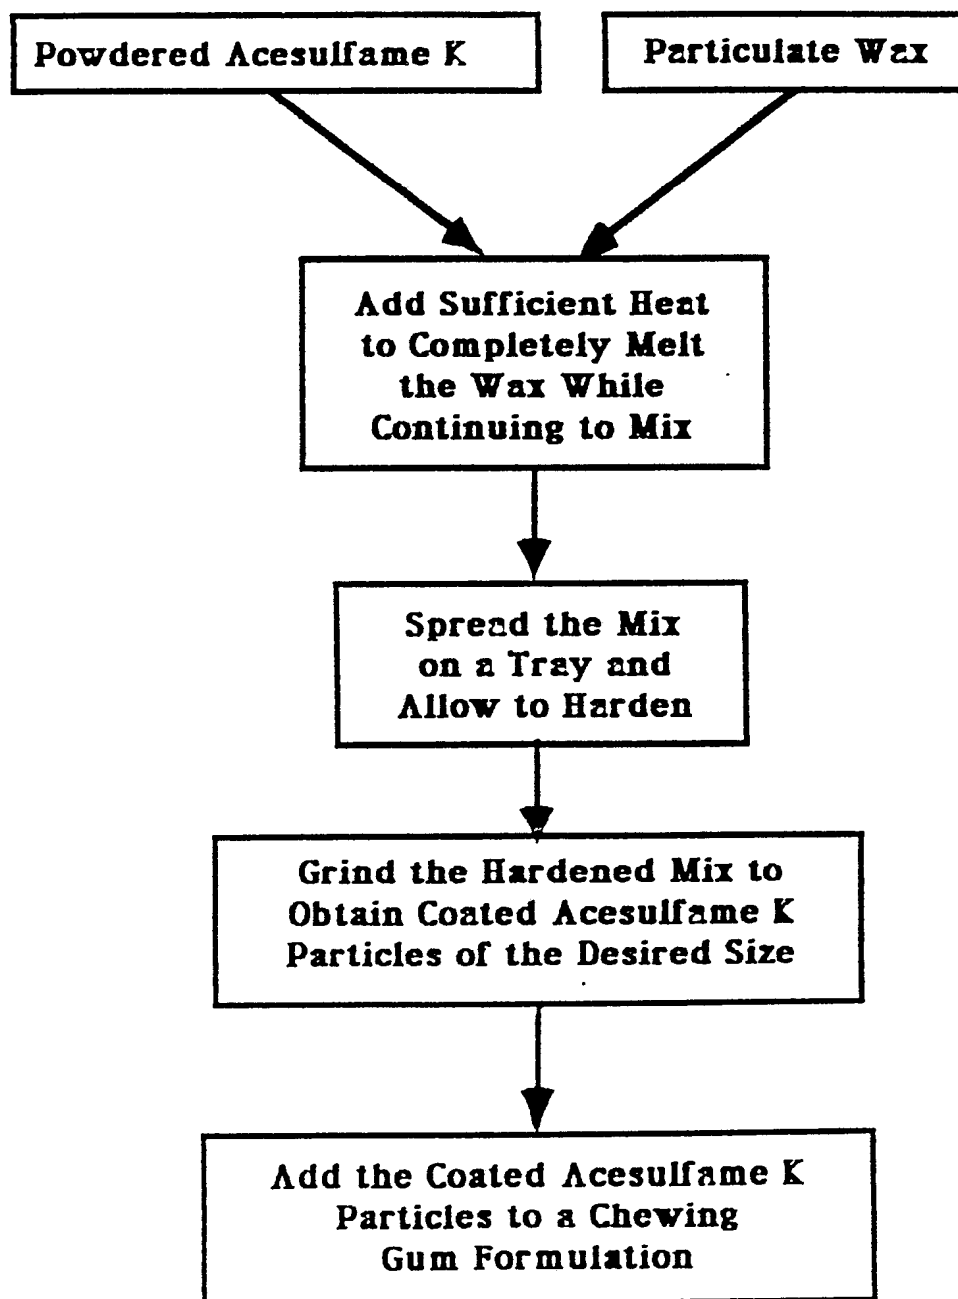 Powdered Acesulfame K
Particulate Wax
Add Sufficient Heat
to Completely Melt
the Wax While
Continuing to Mix
Spread the Mix
on a Tray and
Allow to Harden
Grind the Hardened Mix to
Obtain Coated Acesulfame K
Particles of the Desired Size
Add the Coated Acesulfame K
Particles to a Chewing
Gum Formulation